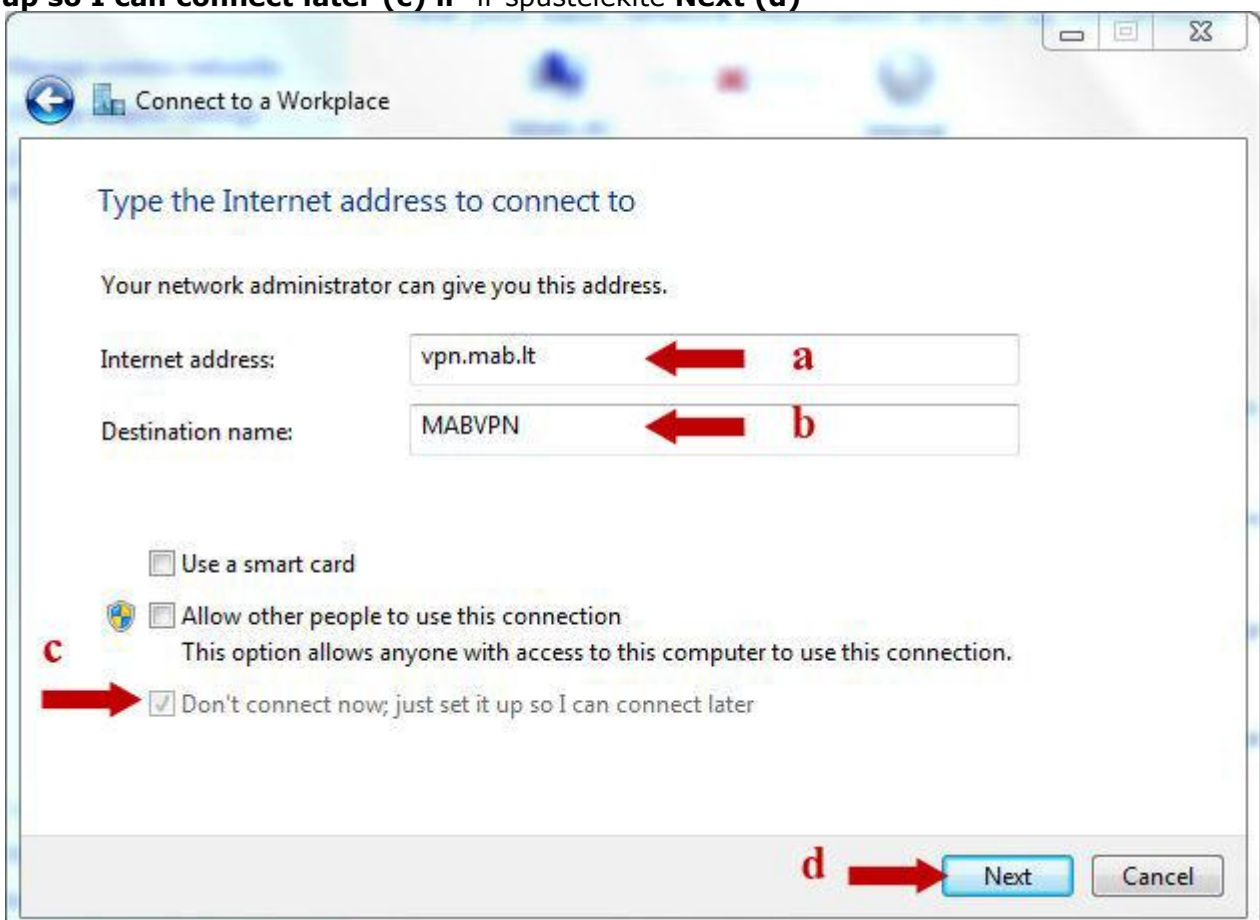 up so I can connect later (c) ir" ir spustelėkite Next (d)
Connect to a Workplace
Type the Internet address to connect to
Your network administrator can give you this address.
Internet address: vpn.mab.lt a
Destination name: MABVPN b
Use a smart card
Allow other people to use this connection
c This option allows anyone with access to this computer to use this connection.
Don't connect now; just set it up so I can connect later
d Next Cancel